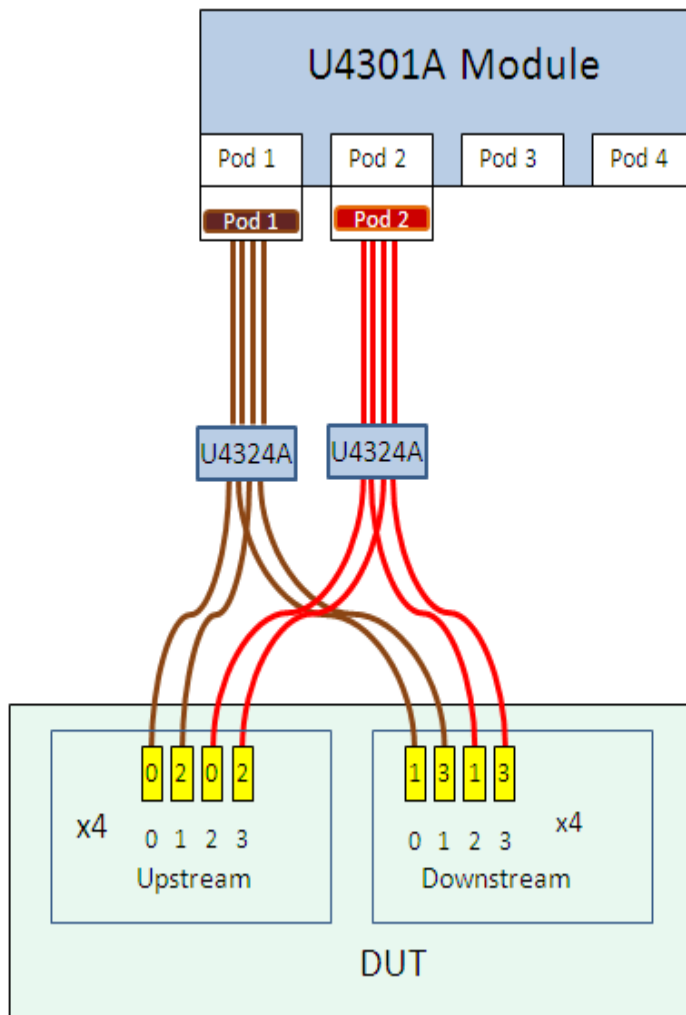 U4301A Module
Pod 1 Pod 2 Pod 3 Pod 4
Pod 1 Pod 2
U4324A U4324A
0 2 0 2 1 3 1 3
x4 x4
0 1 2 3 0 1 2 3
Upstream Downstream
DUT